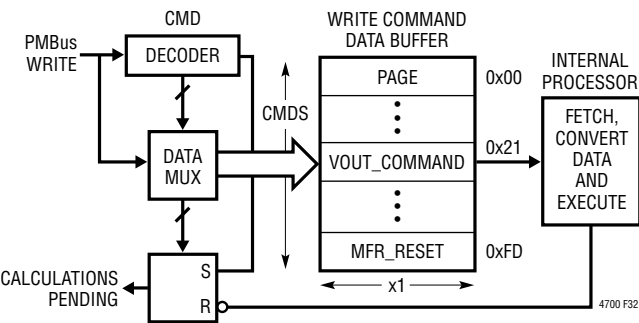 CMD
PMBus
WRITE
DECODER
DATA
MUX
CMDS
S
R
CALCULATIONS
PENDING
WRITE COMMAND
DATA BUFFER
PAGE
0x00
VOUT_COMMAND
0x21
MFR_RESET
0xFD
x1
INTERNAL
PROCESSOR
FETCH,
CONVERT
DATA
AND
EXECUTE
4700 F32